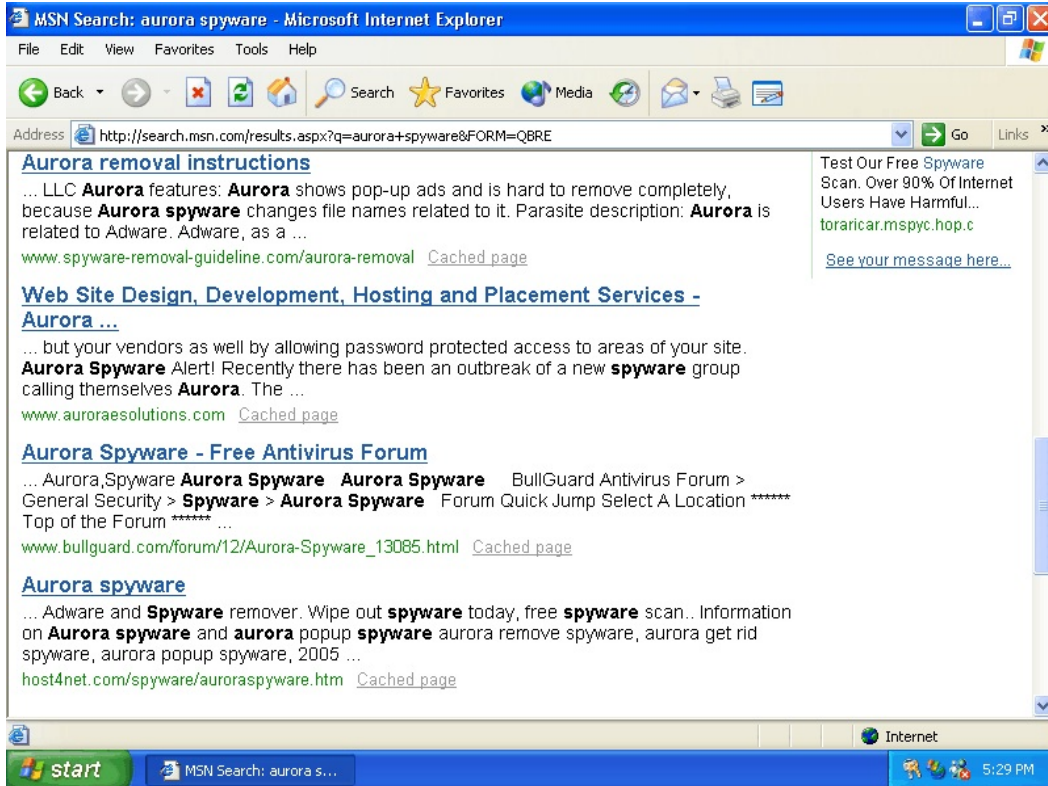 MSN Search: aurora spyware - Microsoft Internet Explorer
File Edit View Favorites Tools Help
Back Search Favorites Media
Address http://search.msn.com/results.aspx?q=aurora+spyware&FORM=QBRE Go Links »
Aurora removal instructions
... LLC Aurora features: Aurora shows pop-up ads and is hard to remove completely,
because Aurora spyware changes file names related to it. Parasite description: Aurora is
related to Adware. Adware, as a ...
www.spyware-removal-guideline.com/aurora-removal Cached page
Web Site Design, Development, Hosting and Placement Services -
Aurora ...
... but your vendors as well by allowing password protected access to areas of your site.
Aurora Spyware Alert! Recently there has been an outbreak of a new spyware group
calling themselves Aurora. The ...
www.auroraesolutions.com Cached page
Aurora Spyware - Free Antivirus Forum
... Aurora,Spyware Aurora Spyware Aurora Spyware BullGuard Antivirus Forum >
General Security > Spyware > Aurora Spyware Forum Quick Jump Select A Location ******
Top of the Forum ****** ...
www.bullguard.com/forum/12/Aurora-Spyware_13085.html Cached page
Aurora spyware
... Adware and Spyware remover. Wipe out spyware today, free spyware scan.. Information
on Aurora spyware and aurora popup spyware aurora remove spyware, aurora get rid
spyware, aurora popup spyware, 2005 ...
host4net.com/spyware/auroraspyware.htm Cached page
Test Our Free Spyware
Scan. Over 90% Of Internet
Users Have Harmful...
toraricar.mspyc.hop.c
See your message here...
Internet
start MSN Search: aurora s... 5:29 PM